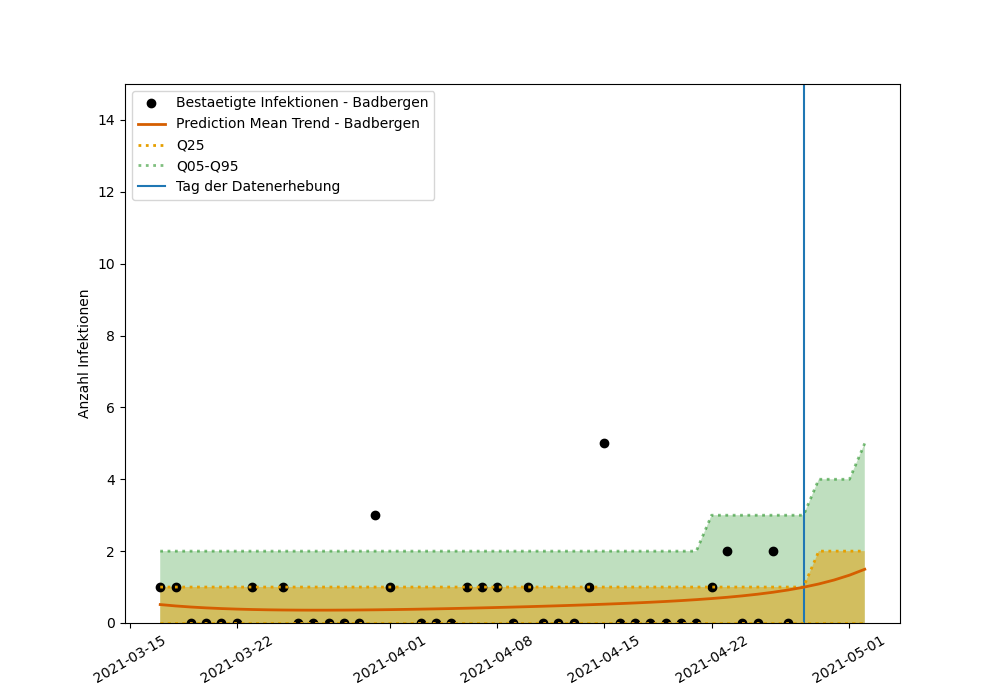 Bestaetigte Infektionen - Badbergen
Prediction Mean Trend - Badbergen
Q25
Q05-Q95
Tag der Datenerhebung
Anzahl Infektionen
14
12
10
8
6
4
2
0
2021-03-15
2021-03-22
2021-04-01
2021-04-08
2021-04-15
2021-04-22
2021-05-01